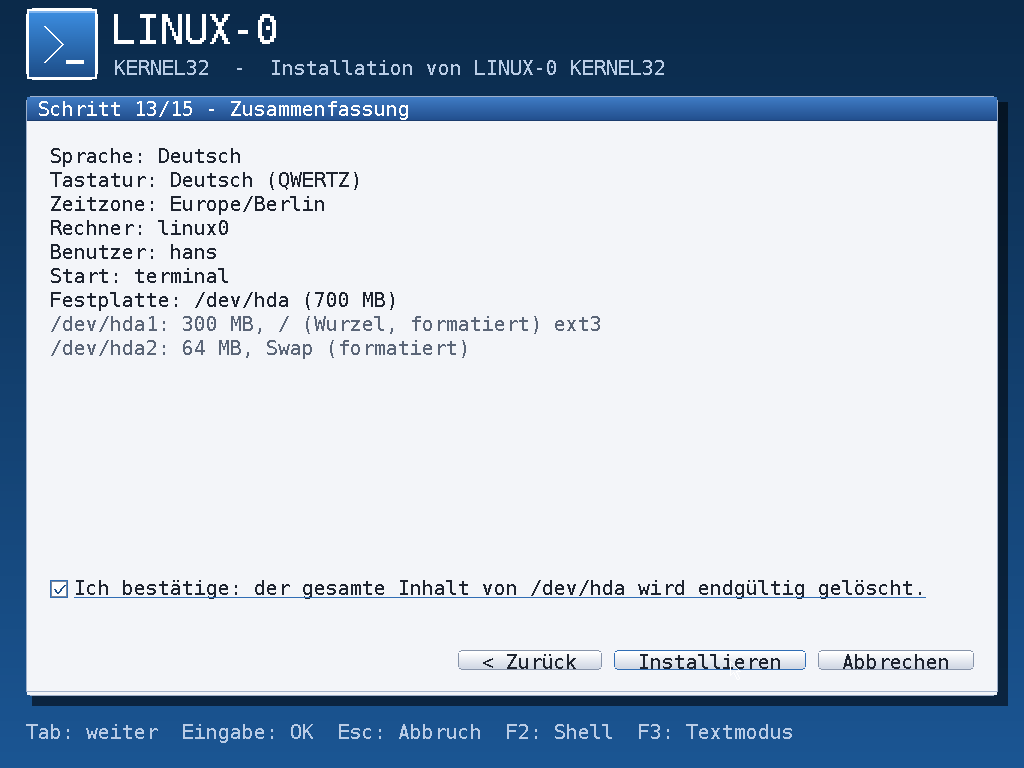 >_
LINUX-0
KERNEL32  -  Installation von LINUX-0 KERNEL32
Schritt 13/15 - Zusammenfassung
Sprache: Deutsch
Tastatur: Deutsch (QWERTZ)
Zeitzone: Europe/Berlin
Rechner: linux0
Benutzer: hans
Start: terminal
Festplatte: /dev/hda (700 MB)
/dev/hda1: 300 MB, / (Wurzel, formatiert) ext3
/dev/hda2: 64 MB, Swap (formatiert)
Ich bestätige: der gesamte Inhalt von /dev/hda wird endgültig gelöscht.
< Zurück  Installieren  Abbrechen
Tab: weiter  Eingabe: OK  Esc: Abbruch  F2: Shell  F3: Textmodus